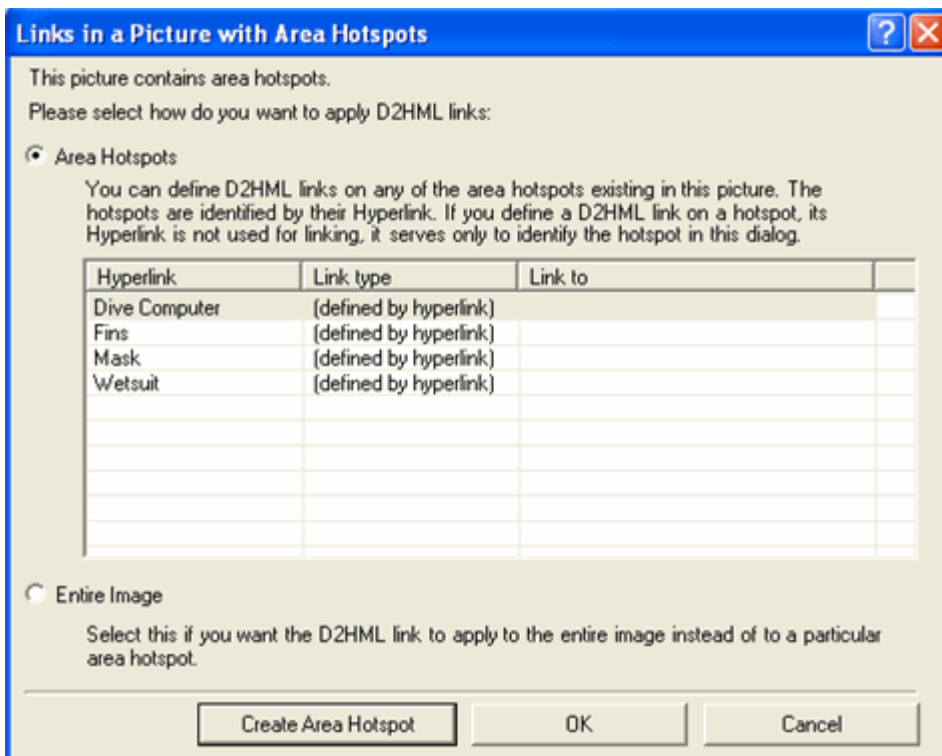 Links in a Picture with Area Hotspots
This picture contains area hotspots.
Please select how do you want to apply D2HML links:
Area Hotspots
You can define D2HML links on any of the area hotspots existing in this picture. The
hotspots are identified by their Hyperlink. If you define a D2HML link on a hotspot, its
Hyperlink is not used for linking, it serves only to identify the hotspot in this dialog.
Hyperlink Link type Link to
Dive Computer (defined by hyperlink)
Fins (defined by hyperlink)
Mask (defined by hyperlink)
Wetsuit (defined by hyperlink)
Entire Image
Select this if you want the D2HML link to apply to the entire image instead of to a particular
area hotspot.
Create Area Hotspot OK Cancel